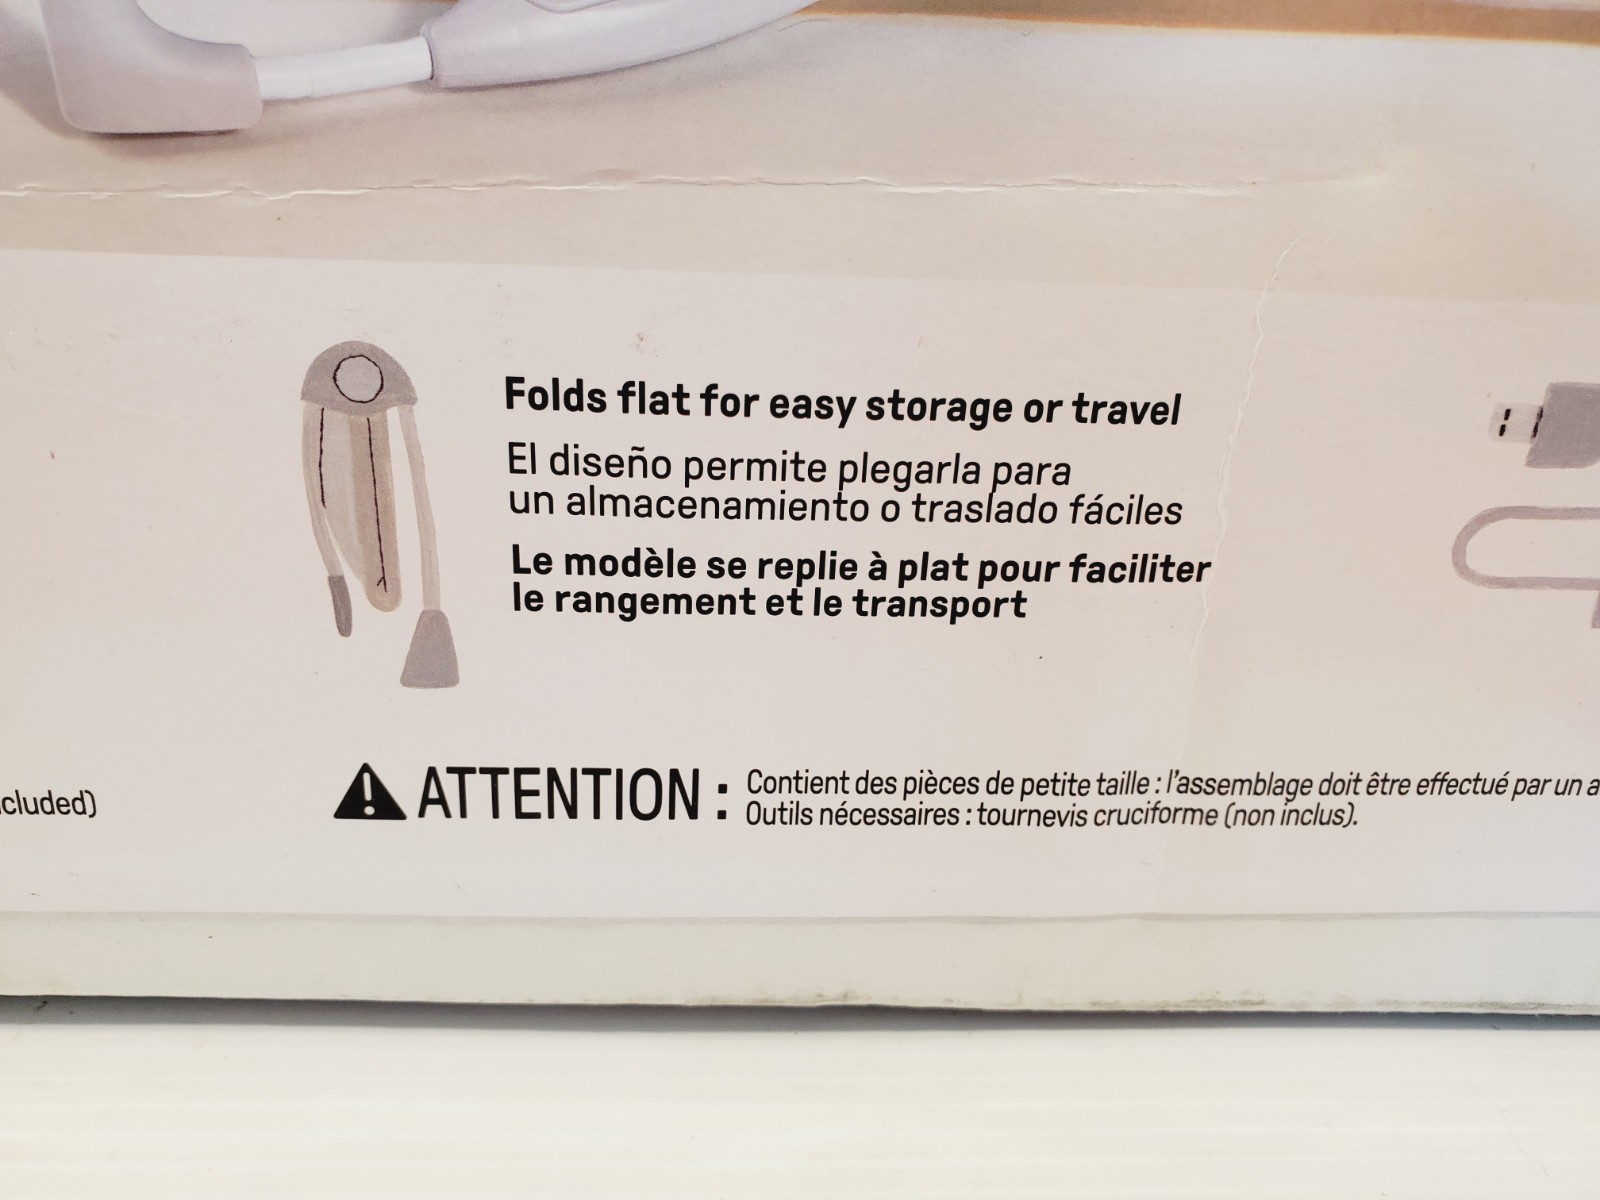 Folds flat for easy storage or travel
El diseño permite plegarla para
un almacenamiento o traslado fáciles
Le modèle se replie à plat pour faciliter
le rangement et le transport
cluded)
ATTENTION : Contient des pièces de petite taille : l'assemblage doit être effectué par un a
Outils nécessaires : tournevis cruciforme (non inclus).